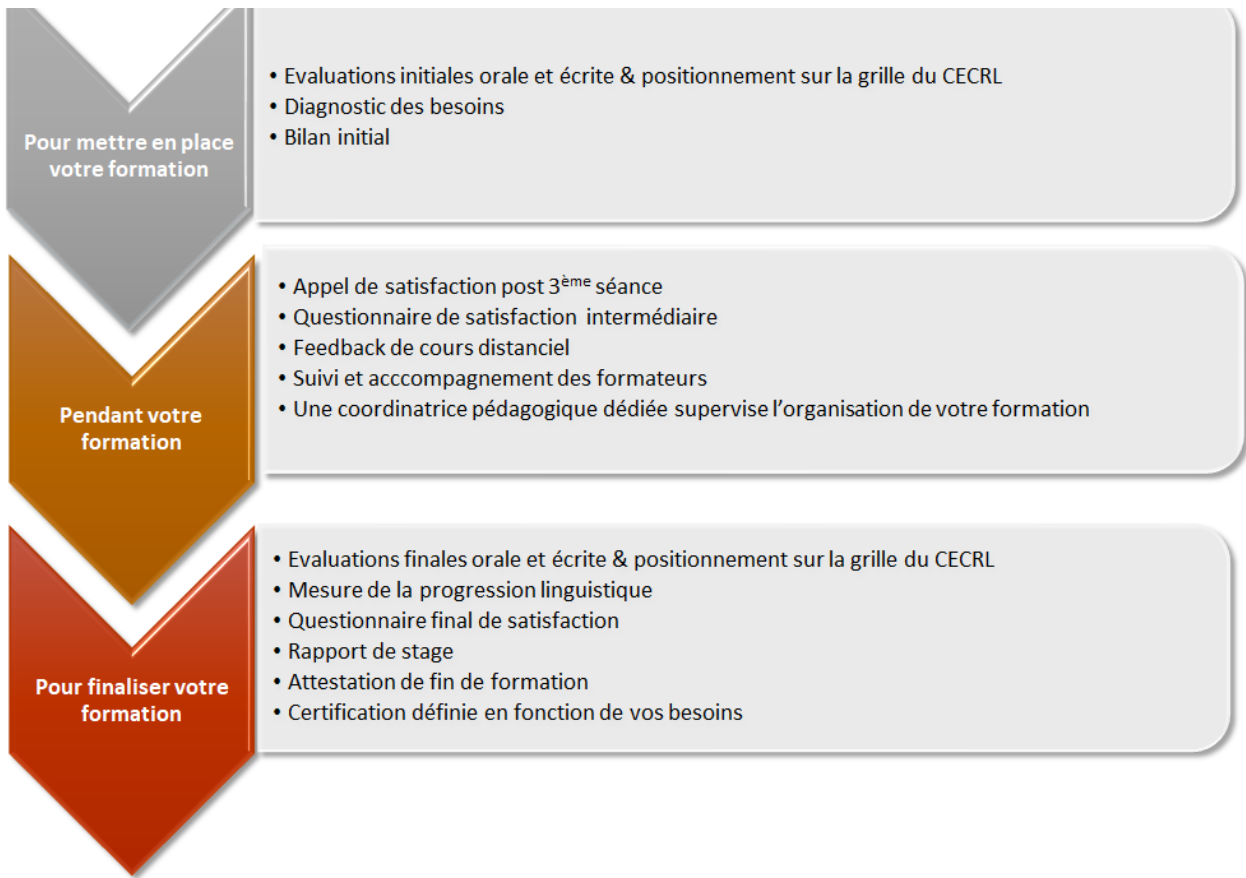 Pour mettre en place
votre formation
• Evaluations initiales orale et écrite & positionnement sur la grille du CECRL
• Diagnostic des besoins
• Bilan initial
Pendant votre
formation
• Appel de satisfaction post 3ème séance
• Questionnaire de satisfaction intermédiaire
• Feedback de cours distanciel
• Suivi et acccompagnement des formateurs
• Une coordinatrice pédagogique dédiée supervise l'organisation de votre formation
Pour finaliser votre
formation
• Evaluations finales orale et écrite & positionnement sur la grille du CECRL
• Mesure de la progression linguistique
• Questionnaire final de satisfaction
• Rapport de stage
• Attestation de fin de formation
• Certification définie en fonction de vos besoins